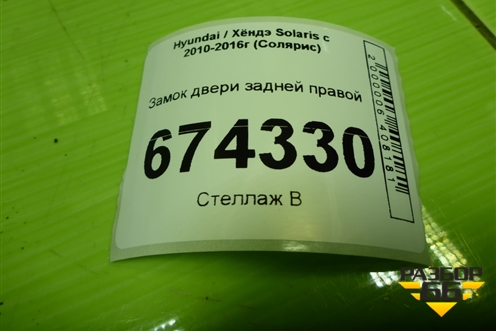 Hyundai / Хёндэ Solaris с
2010-2016г (Солярис)
Замок двери задней правой
674330
Стеллаж В
2000006408181
РАЗБОР
66